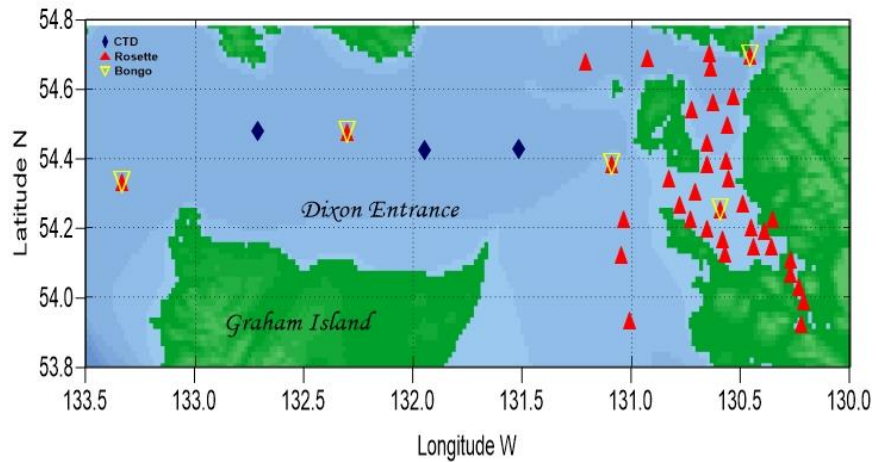 54.8
CTD
Rosette
Bongo
54.6
54.4
Dixon Entrance
54.2
54.0
Graham Island
53.8
Latitude N
133.5 133.0 132.5 132.0 131.5 131.0 130.5 130.0
Longitude W